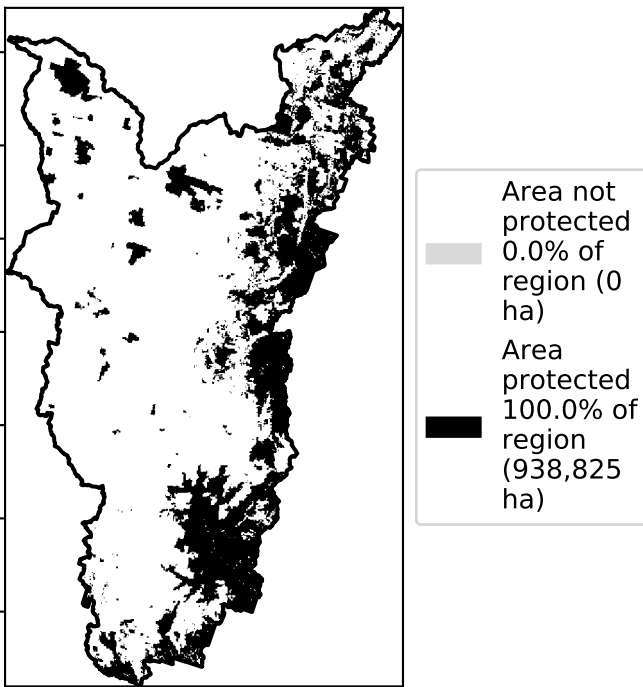 Area not
protected
0.0% of
region (0
ha)
Area
protected
100.0% of
region
(938,825
ha)